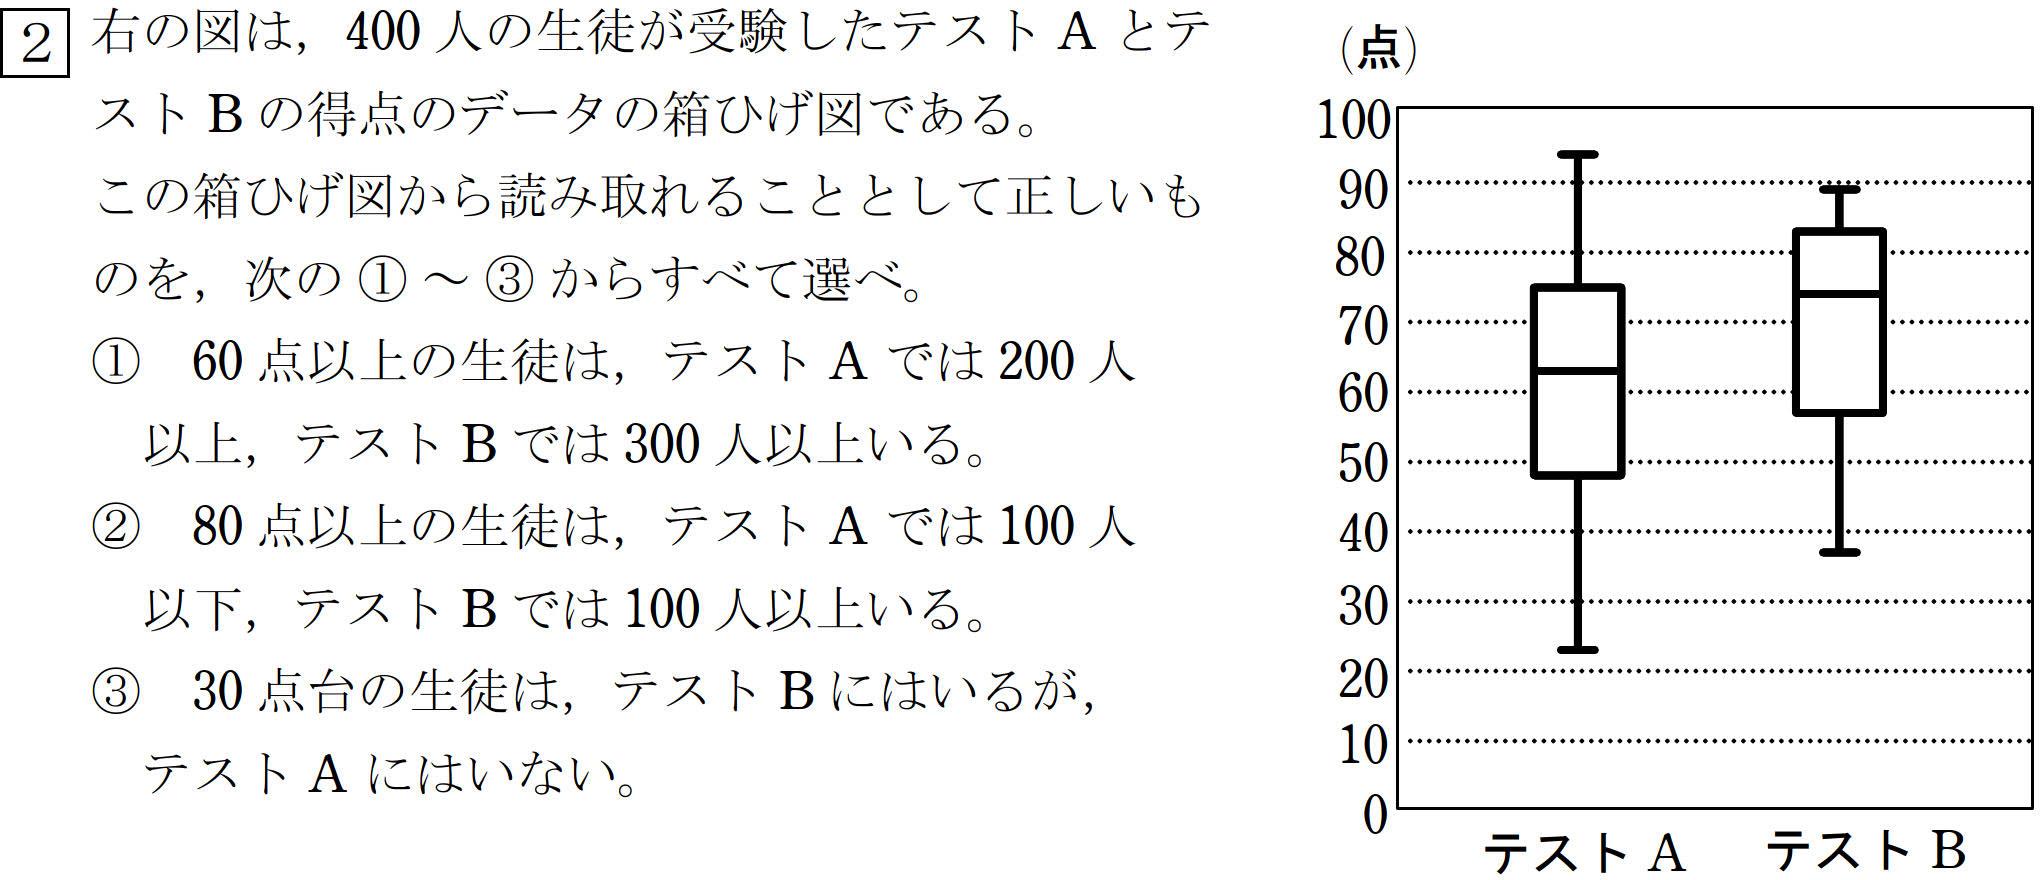 2 右の図は，400 人の生徒が受験したテスト A とテ
スト B の得点のデータの箱ひげ図である。
この箱ひげ図から読み取れることとして正しいも
のを，次の ① ～ ③ からすべて選べ。
① 60 点以上の生徒は，テスト A では 200 人
以上，テスト B では 300 人以上いる。
② 80 点以上の生徒は，テスト A では 100 人
以下，テスト B では 100 人以上いる。
③ 30 点台の生徒は，テスト B にはいるが，
テスト A にはいない。
(点)
100
90
80
70
60
50
40
30
20
10
0
テスト A テスト B